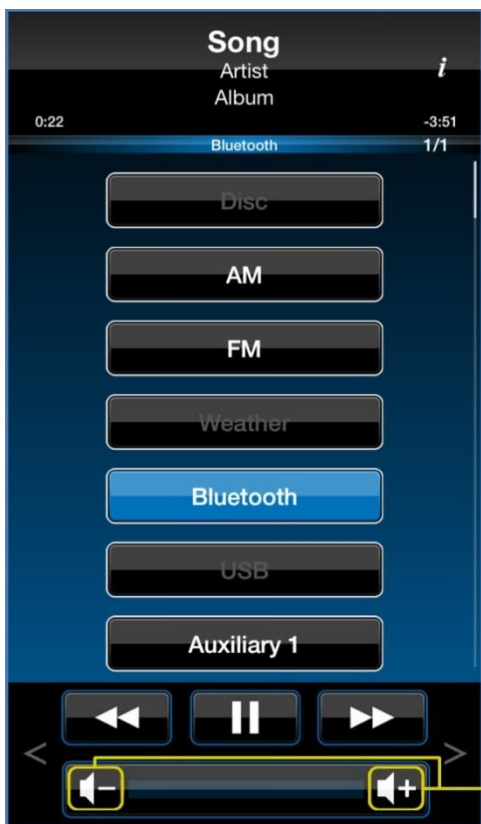 Song
Artist
i
Album
0:22
-3:51
Bluetooth
1/1
Disc
AM
FM
Weather
Bluetooth
USB
Auxiliary 1